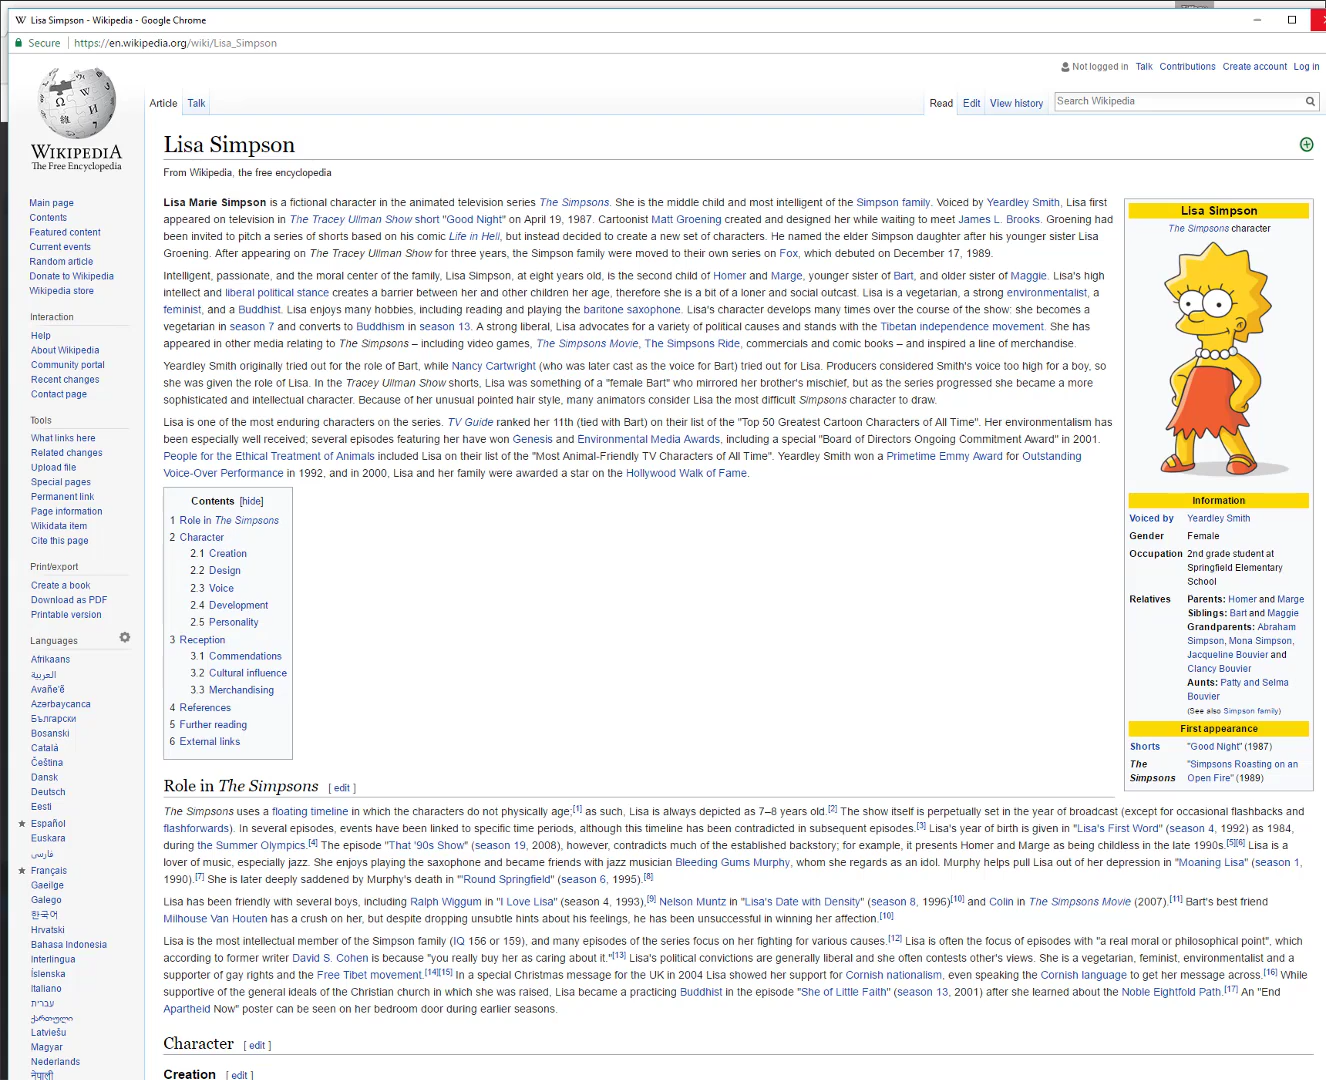 Lisa Simpson - Wikipedia - Google Chrome
Secure
https://en.wikipedia.org/wiki/Lisa_Simpson
Not logged in Talk Contributions Create account Log in
Article Talk
Read Edit View history
Search Wikipedia
WIKIPEDIA
The Free Encyclopedia
Main page
Contents
Featured content
Current events
Random article
Donate to Wikipedia
Wikipedia store
Interaction
Help
About Wikipedia
Community portal
Recent changes
Contact page
Tools
What links here
Related changes
Upload file
Special pages
Permanent link
Page information
Wikidata item
Cite this page
Print/export
Create a book
Download as PDF
Printable version
Languages
Afrikaans
العربية
Avañe'ẽ
Azərbaycanca
Български
Bosanski
Català
Čeština
Dansk
Deutsch
Eesti
Español
Euskara
فارسی
Français
Gaeilge
Galego
한국어
Hrvatski
Bahasa Indonesia
Interlingua
Íslenska
Italiano
עברית
ქართული
Latviešu
Magyar
Nederlands
नेपाली
Lisa Simpson
From Wikipedia, the free encyclopedia
Lisa Marie Simpson is a fictional character in the animated television series The Simpsons. She is the middle child and most intelligent of the Simpson family. Voiced by Yeardley Smith, Lisa first
appeared on television in The Tracey Ullman Show short "Good Night" on April 19, 1987. Cartoonist Matt Groening created and designed her while waiting to meet James L. Brooks. Groening had
been invited to pitch a series of shorts based on his comic Life in Hell, but instead decided to create a new set of characters. He named the elder Simpson daughter after his younger sister Lisa
Groening. After appearing on The Tracey Ullman Show for three years, the Simpson family were moved to their own series on Fox, which debuted on December 17, 1989.
Intelligent, passionate, and the moral center of the family, Lisa Simpson, at eight years old, is the second child of Homer and Marge, younger sister of Bart, and older sister of Maggie. Lisa's high
intellect and liberal political stance creates a barrier between her and other children her age, therefore she is a bit of a loner and social outcast. Lisa is a vegetarian, a strong environmentalist, a
feminist, and a Buddhist. Lisa enjoys many hobbies, including reading and playing the baritone saxophone. Lisa's character develops many times over the course of the show: she becomes a
vegetarian in season 7 and converts to Buddhism in season 13. A strong liberal, Lisa advocates for a variety of political causes and stands with the Tibetan independence movement. She has
appeared in other media relating to The Simpsons – including video games, The Simpsons Movie, The Simpsons Ride, commercials and comic books – and inspired a line of merchandise.
Yeardley Smith originally tried out for the role of Bart, while Nancy Cartwright (who was later cast as the voice for Bart) tried out for Lisa. Producers considered Smith's voice too high for a boy, so
she was given the role of Lisa. In the Tracey Ullman Show shorts, Lisa was something of a "female Bart" who mirrored her brother's mischief, but as the series progressed she became a more
sophisticated and intellectual character. Because of her unusual pointed hair style, many animators consider Lisa the most difficult Simpsons character to draw.
Lisa is one of the most enduring characters on the series. TV Guide ranked her 11th (tied with Bart) on their list of the "Top 50 Greatest Cartoon Characters of All Time". Her environmentalism has
been especially well received; several episodes featuring her have won Genesis and Environmental Media Awards, including a special "Board of Directors Ongoing Commitment Award" in 2001.
People for the Ethical Treatment of Animals included Lisa on their list of the "Most Animal-Friendly TV Characters of All Time". Yeardley Smith won a Primetime Emmy Award for Outstanding
Voice-Over Performance in 1992, and in 2000, Lisa and her family were awarded a star on the Hollywood Walk of Fame.
Lisa Simpson
The Simpsons character
Information
Voiced by Yeardley Smith
Gender Female
Occupation 2nd grade student at
Springfield Elementary
School
Relatives Parents: Homer and Marge
Siblings: Bart and Maggie
Grandparents: Abraham
Simpson, Mona Simpson,
Jacqueline Bouvier and
Clancy Bouvier
Aunts: Patty and Selma
Bouvier
(See also Simpson family)
First appearance
Shorts "Good Night" (1987)
The "Simpsons Roasting on an
Simpsons Open Fire" (1989)
Contents [hide]
1 Role in The Simpsons
2 Character
2.1 Creation
2.2 Design
2.3 Voice
2.4 Development
2.5 Personality
3 Reception
3.1 Commendations
3.2 Cultural influence
3.3 Merchandising
4 References
5 Further reading
6 External links
Role in The Simpsons [ edit ]
The Simpsons uses a floating timeline in which the characters do not physically age;[1] as such, Lisa is always depicted as 7–8 years old.[2] The show itself is perpetually set in the year of broadcast (except for occasional flashbacks and
flashforwards). In several episodes, events have been linked to specific time periods, although this timeline has been contradicted in subsequent episodes.[3] Lisa's year of birth is given in "Lisa's First Word" (season 4, 1992) as 1984,
during the Summer Olympics.[4] The episode "That '90s Show" (season 19, 2008), however, contradicts much of the established backstory; for example, it presents Homer and Marge as being childless in the late 1990s.[5][6] Lisa is a
lover of music, especially jazz. She enjoys playing the saxophone and became friends with jazz musician Bleeding Gums Murphy, whom she regards as an idol. Murphy helps pull Lisa out of her depression in "Moaning Lisa" (season 1,
1990).[7] She is later deeply saddened by Murphy's death in "'Round Springfield" (season 6, 1995).[8]
Lisa has been friendly with several boys, including Ralph Wiggum in "I Love Lisa" (season 4, 1993),[9] Nelson Muntz in "Lisa's Date with Density" (season 8, 1996)[10] and Colin in The Simpsons Movie (2007).[11] Bart's best friend
Milhouse Van Houten has a crush on her, but despite dropping unsubtle hints about his feelings, he has been unsuccessful in winning her affection.[10]
Lisa is the most intellectual member of the Simpson family (IQ 156 or 159), and many episodes of the series focus on her fighting for various causes.[12] Lisa is often the focus of episodes with "a real moral or philosophical point", which
according to former writer David S. Cohen is because "you really buy her as caring about it."[13] Lisa's political convictions are generally liberal and she often contests other's views. She is a vegetarian, feminist, environmentalist and a
supporter of gay rights and the Free Tibet movement.[14][15] In a special Christmas message for the UK in 2004 Lisa showed her support for Cornish nationalism, even speaking the Cornish language to get her message across.[16] While
supportive of the general ideals of the Christian church in which she was raised, Lisa became a practicing Buddhist in the episode "She of Little Faith" (season 13, 2001) after she learned about the Noble Eightfold Path.[17] An "End
Apartheid Now" poster can be seen on her bedroom door during earlier seasons.
Character [ edit ]
Creation [ edit ]